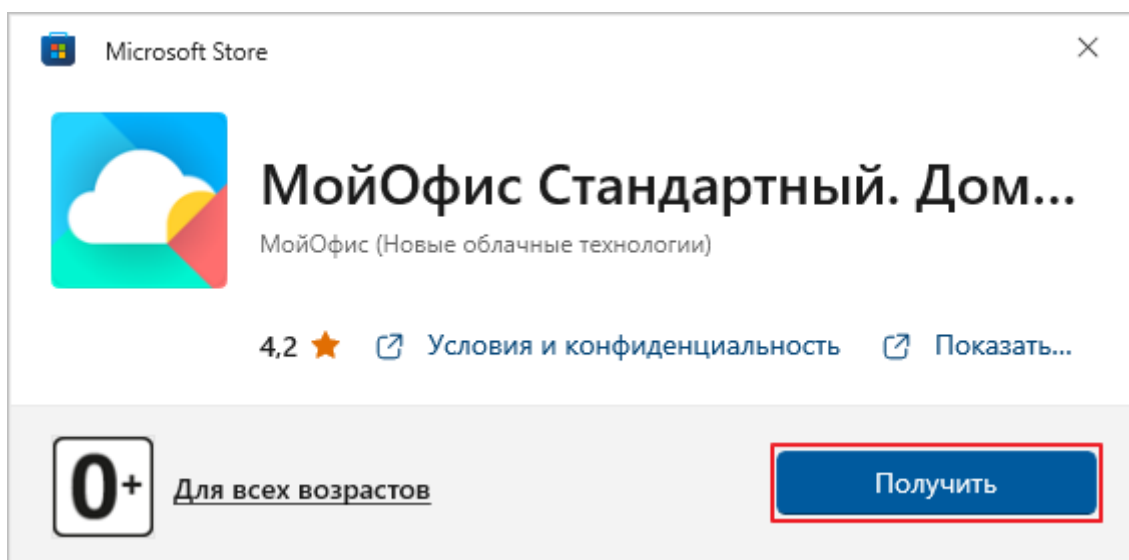 Microsoft Store
МойОфис Стандартный. Дом...
МойОфис (Новые облачные технологии)
4,2 Условия и конфиденциальность Показать...
0+ Для всех возрастов Получить